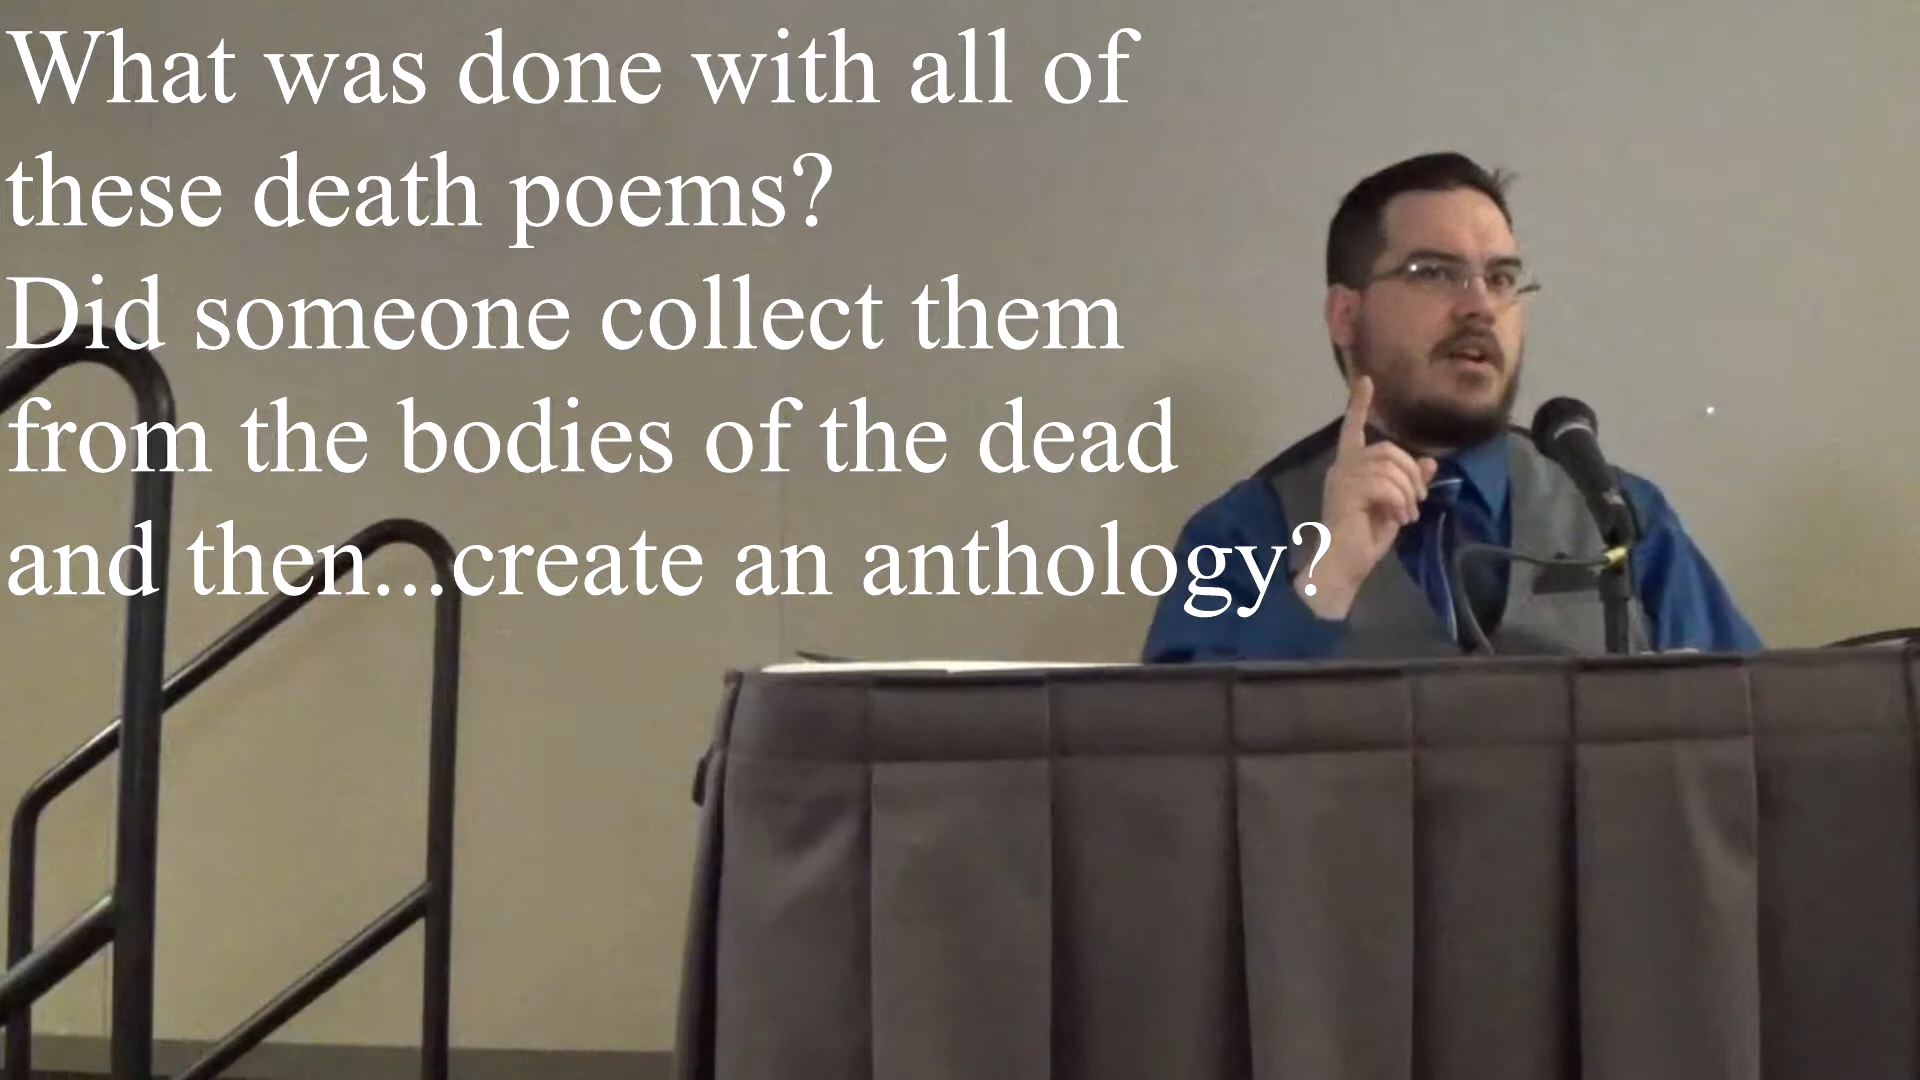 What was done with all of
these death poems?
Did someone collect them
from the bodies of the dead
and then...create an anthology?